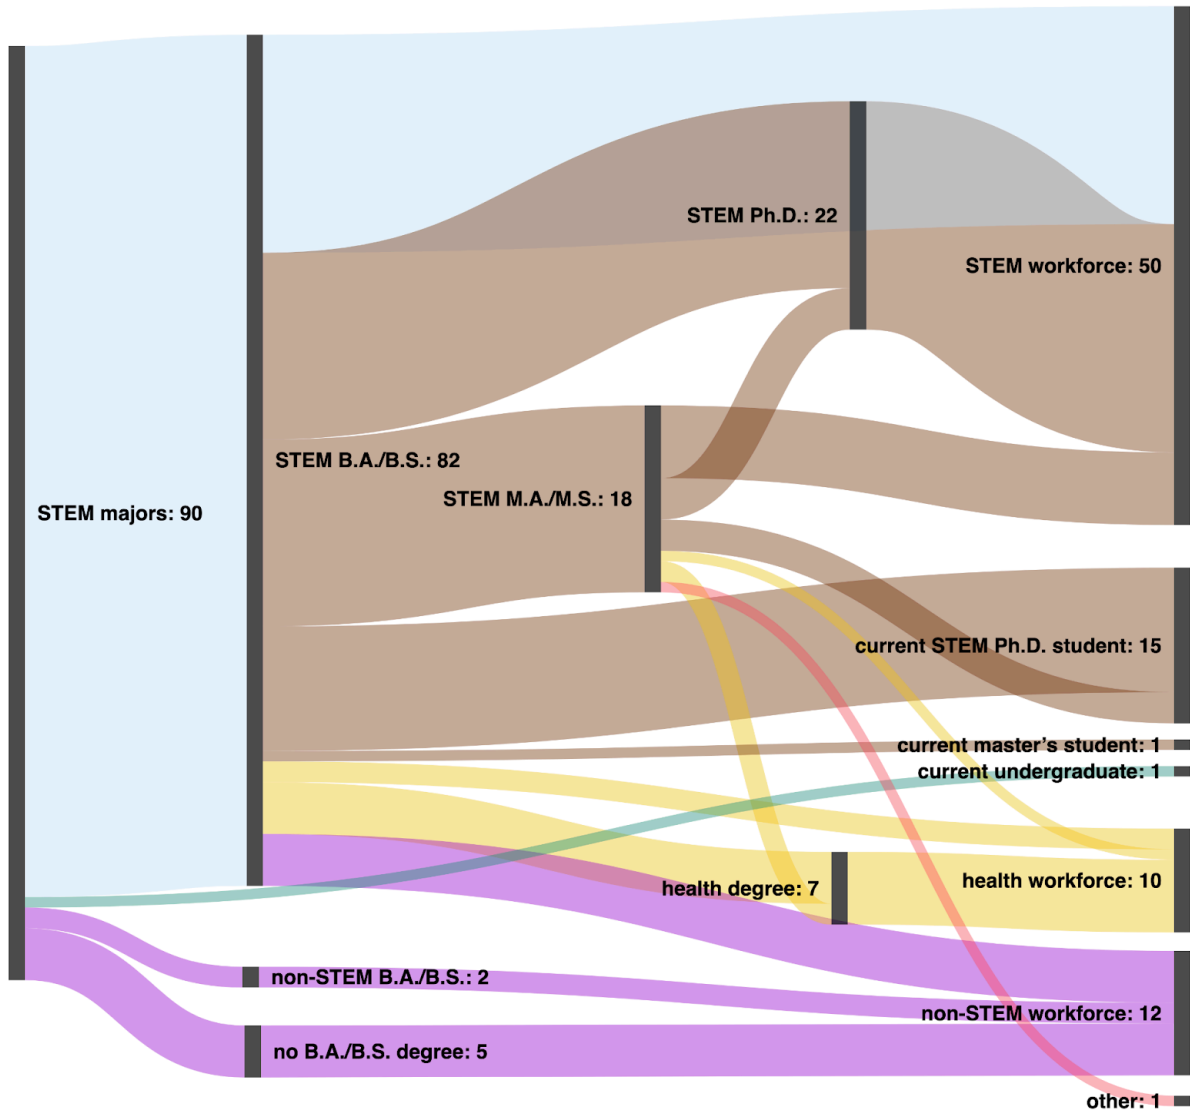 STEM Ph.D.: 22
STEM workforce: 50
STEM B.A./B.S.: 82
STEM M.A./M.S.: 18
STEM majors: 90
current STEM Ph.D. student: 15
current master's student: 1
current undergraduate: 1
health degree: 7
health workforce: 10
non-STEM B.A./B.S.: 2
non-STEM workforce: 12
no B.A./B.S. degree: 5
other: 1